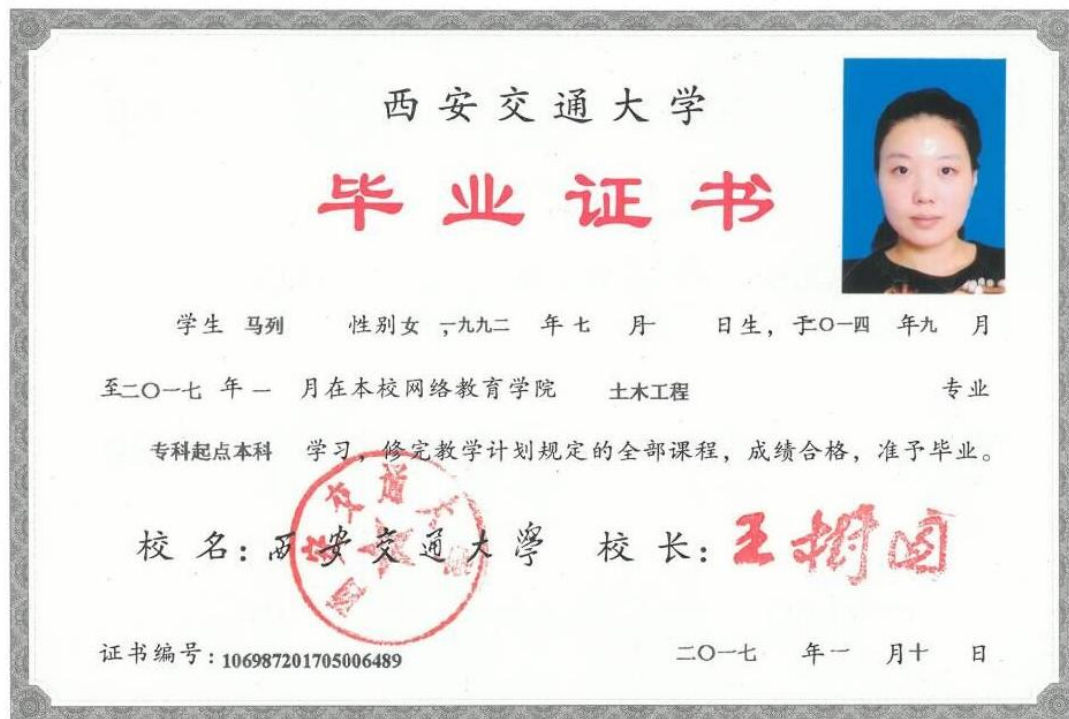 西安交通大学
毕业证书
学生 马列 性别女 ，一九九二 年 七 月一 日生，于二〇一四 年九 月
至二〇一七 年 一 月在本校网络教育学院 土木工程 专业
专科起点本科 学习，修完教学计划规定的全部课程，成绩合格，准予毕业。
校 名：西安交通大学 校 长：王树国
证书编号：106987201705006489 二〇一七 年一 月十 日